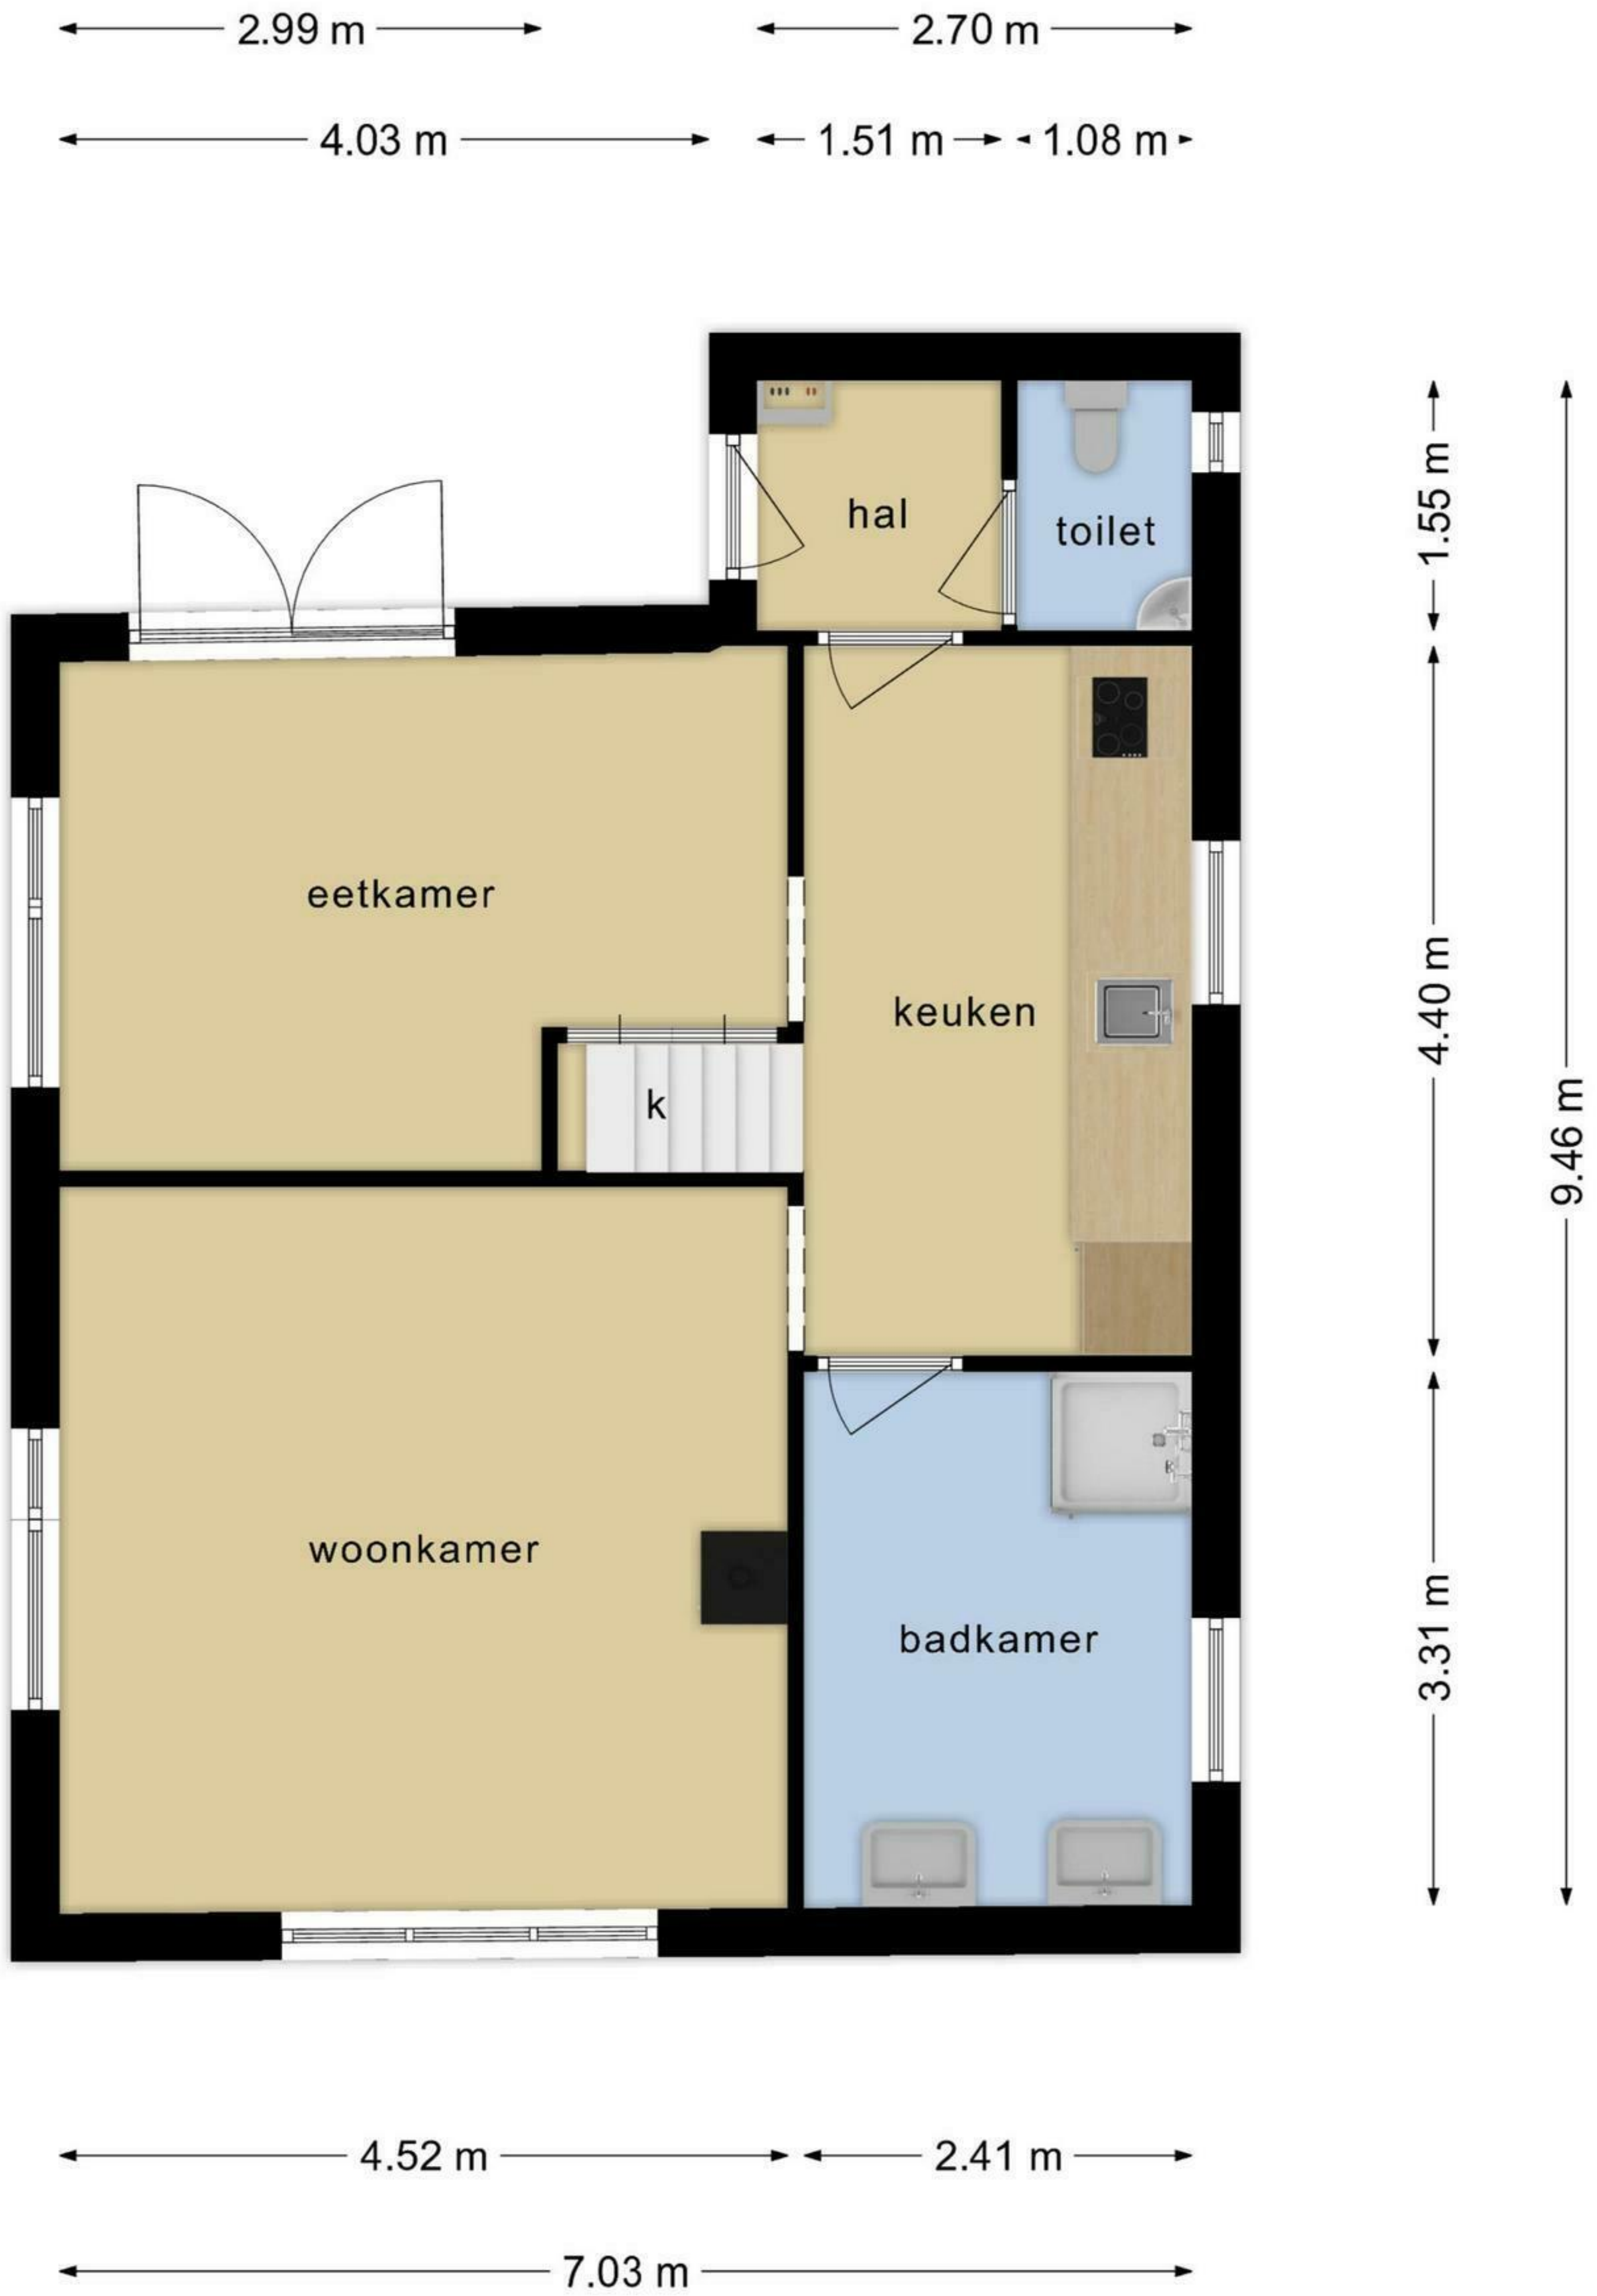 2.99 m
2.70 m
4.03 m
1.51 m
1.08 m
hal
toilet
1.55 m
eetkamer
keuken
4.40 m
k
9.46 m
woonkamer
badkamer
3.31 m
4.52 m
2.41 m
7.03 m